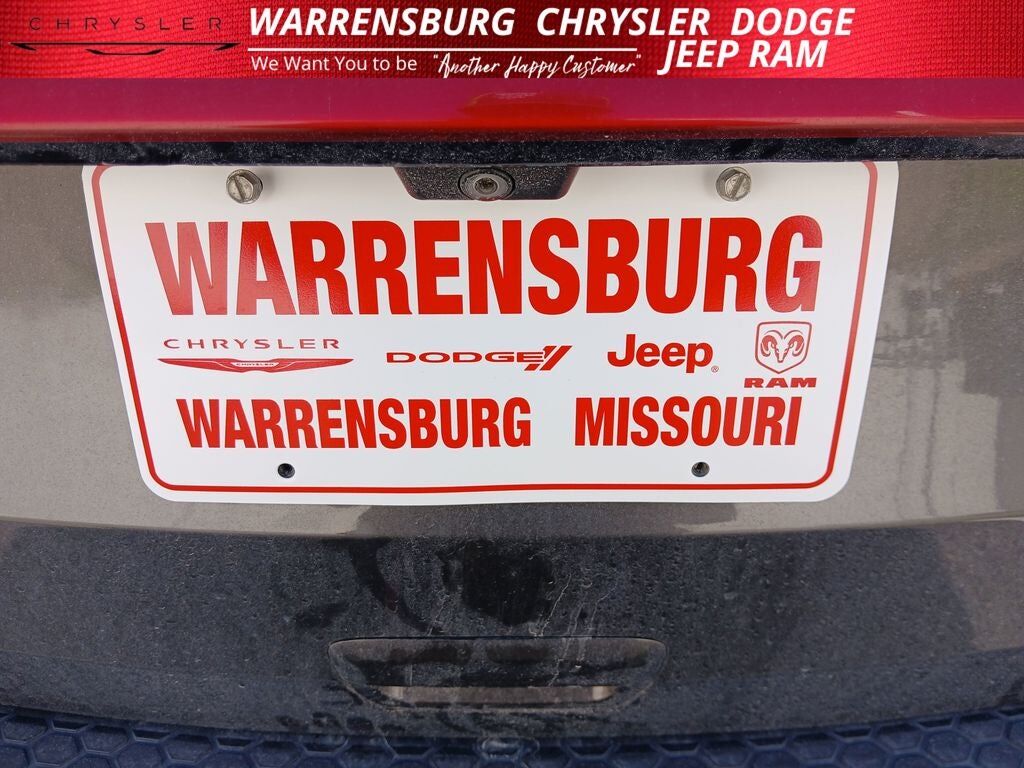 CHRYSLER
WARRENSBURG CHRYSLER DODGE
JEEP RAM
We Want You to be "Another Happy Customer"
WARRENSBURG
CHRYSLER
CHRYSLER
DODGE
Jeep®
RAM
WARRENSBURG MISSOURI